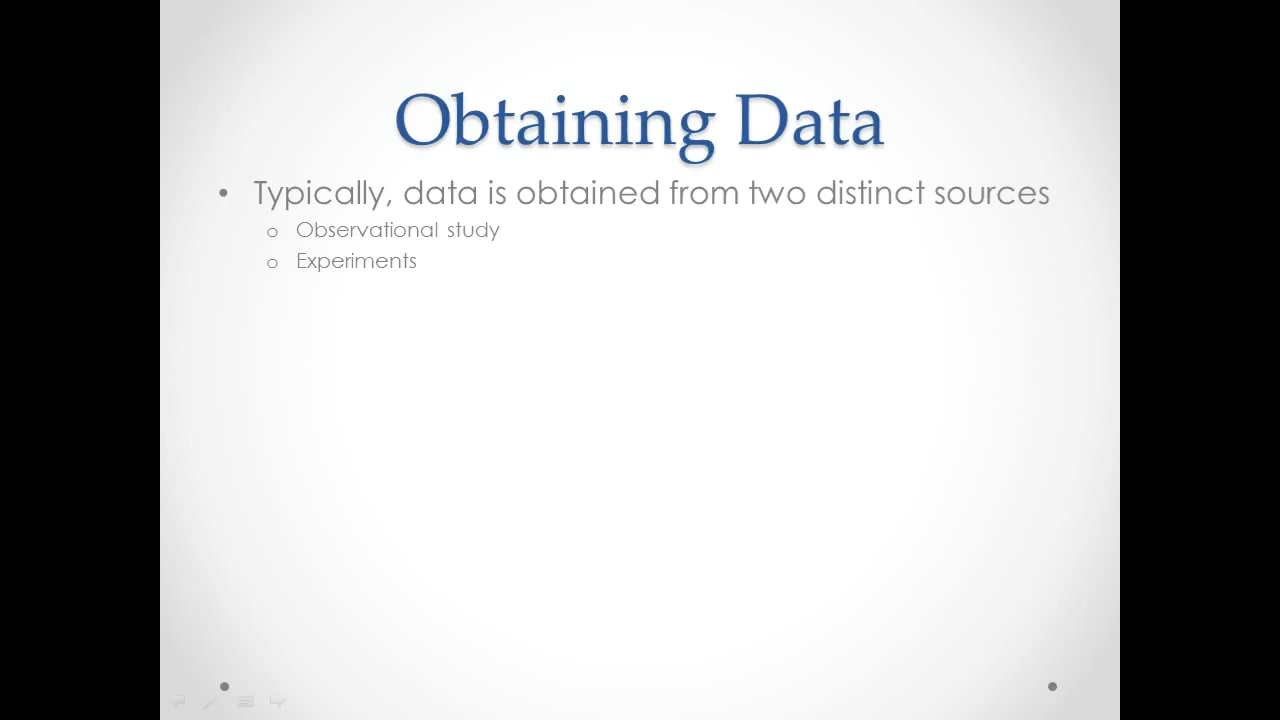 Obtaining Data
• Typically, data is obtained from two distinct sources
o Observational study
o Experiments